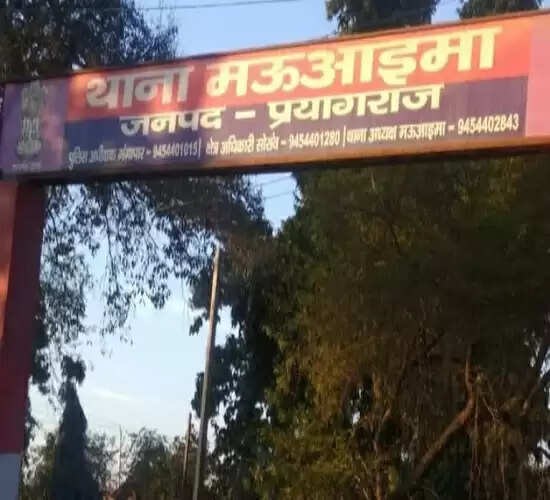 थाना मऊआइमा
जनपद - प्रयागराज
पुलिस अधीक्षक गंगापार - 9454401015 | क्षेत्र अधिकारी सोरांव - 9454401280 | थाना अध्यक्ष मऊआइमा - 9454402843